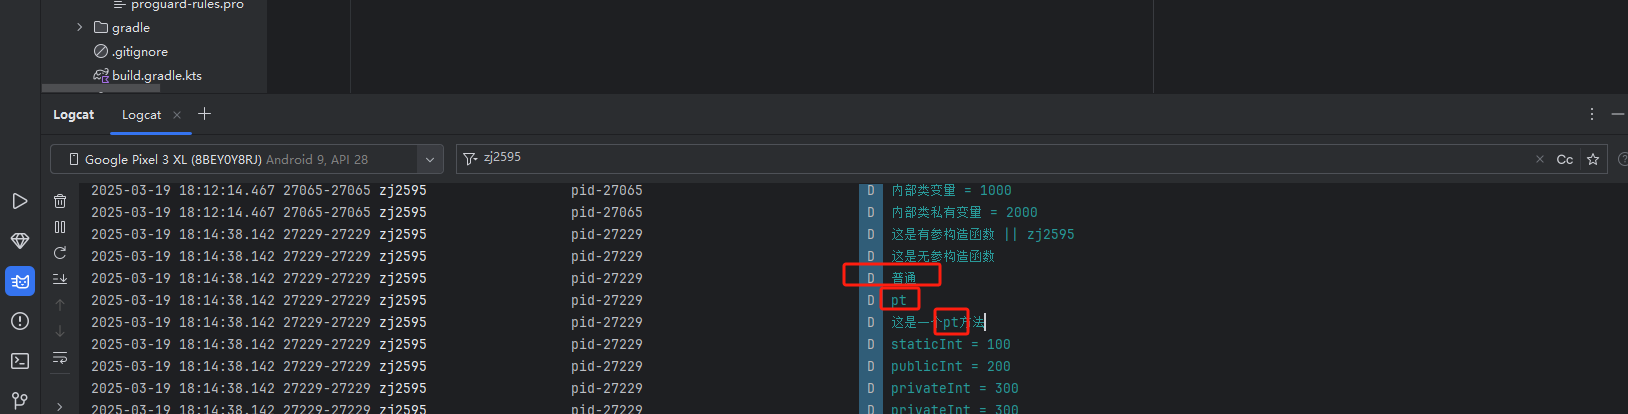 proguard-rules.pro
gradle
.gitignore
build.gradle.kts
Logcat Logcat
Google Pixel 3 XL (8BEY0Y8RJ) Android 9, API 28 zj2595 Cc
2025-03-19 18:12:14.467 27065-27065 zj2595 pid-27065 D 内部类变量 = 1000
2025-03-19 18:12:14.467 27065-27065 zj2595 pid-27065 D 内部类私有变量 = 2000
2025-03-19 18:14:38.142 27229-27229 zj2595 pid-27229 D 这是有参构造函数 || zj2595
2025-03-19 18:14:38.142 27229-27229 zj2595 pid-27229 D 这是无参构造函数
2025-03-19 18:14:38.142 27229-27229 zj2595 pid-27229 D 普通
2025-03-19 18:14:38.142 27229-27229 zj2595 pid-27229 D pt
2025-03-19 18:14:38.142 27229-27229 zj2595 pid-27229 D 这是一个pt方法
2025-03-19 18:14:38.142 27229-27229 zj2595 pid-27229 D staticInt = 100
2025-03-19 18:14:38.142 27229-27229 zj2595 pid-27229 D publicInt = 200
2025-03-19 18:14:38.142 27229-27229 zj2595 pid-27229 D privateInt = 300
2025-03-19 18:14:38.142 27229-27229 zj2595 pid-27229 D privateInt = 300